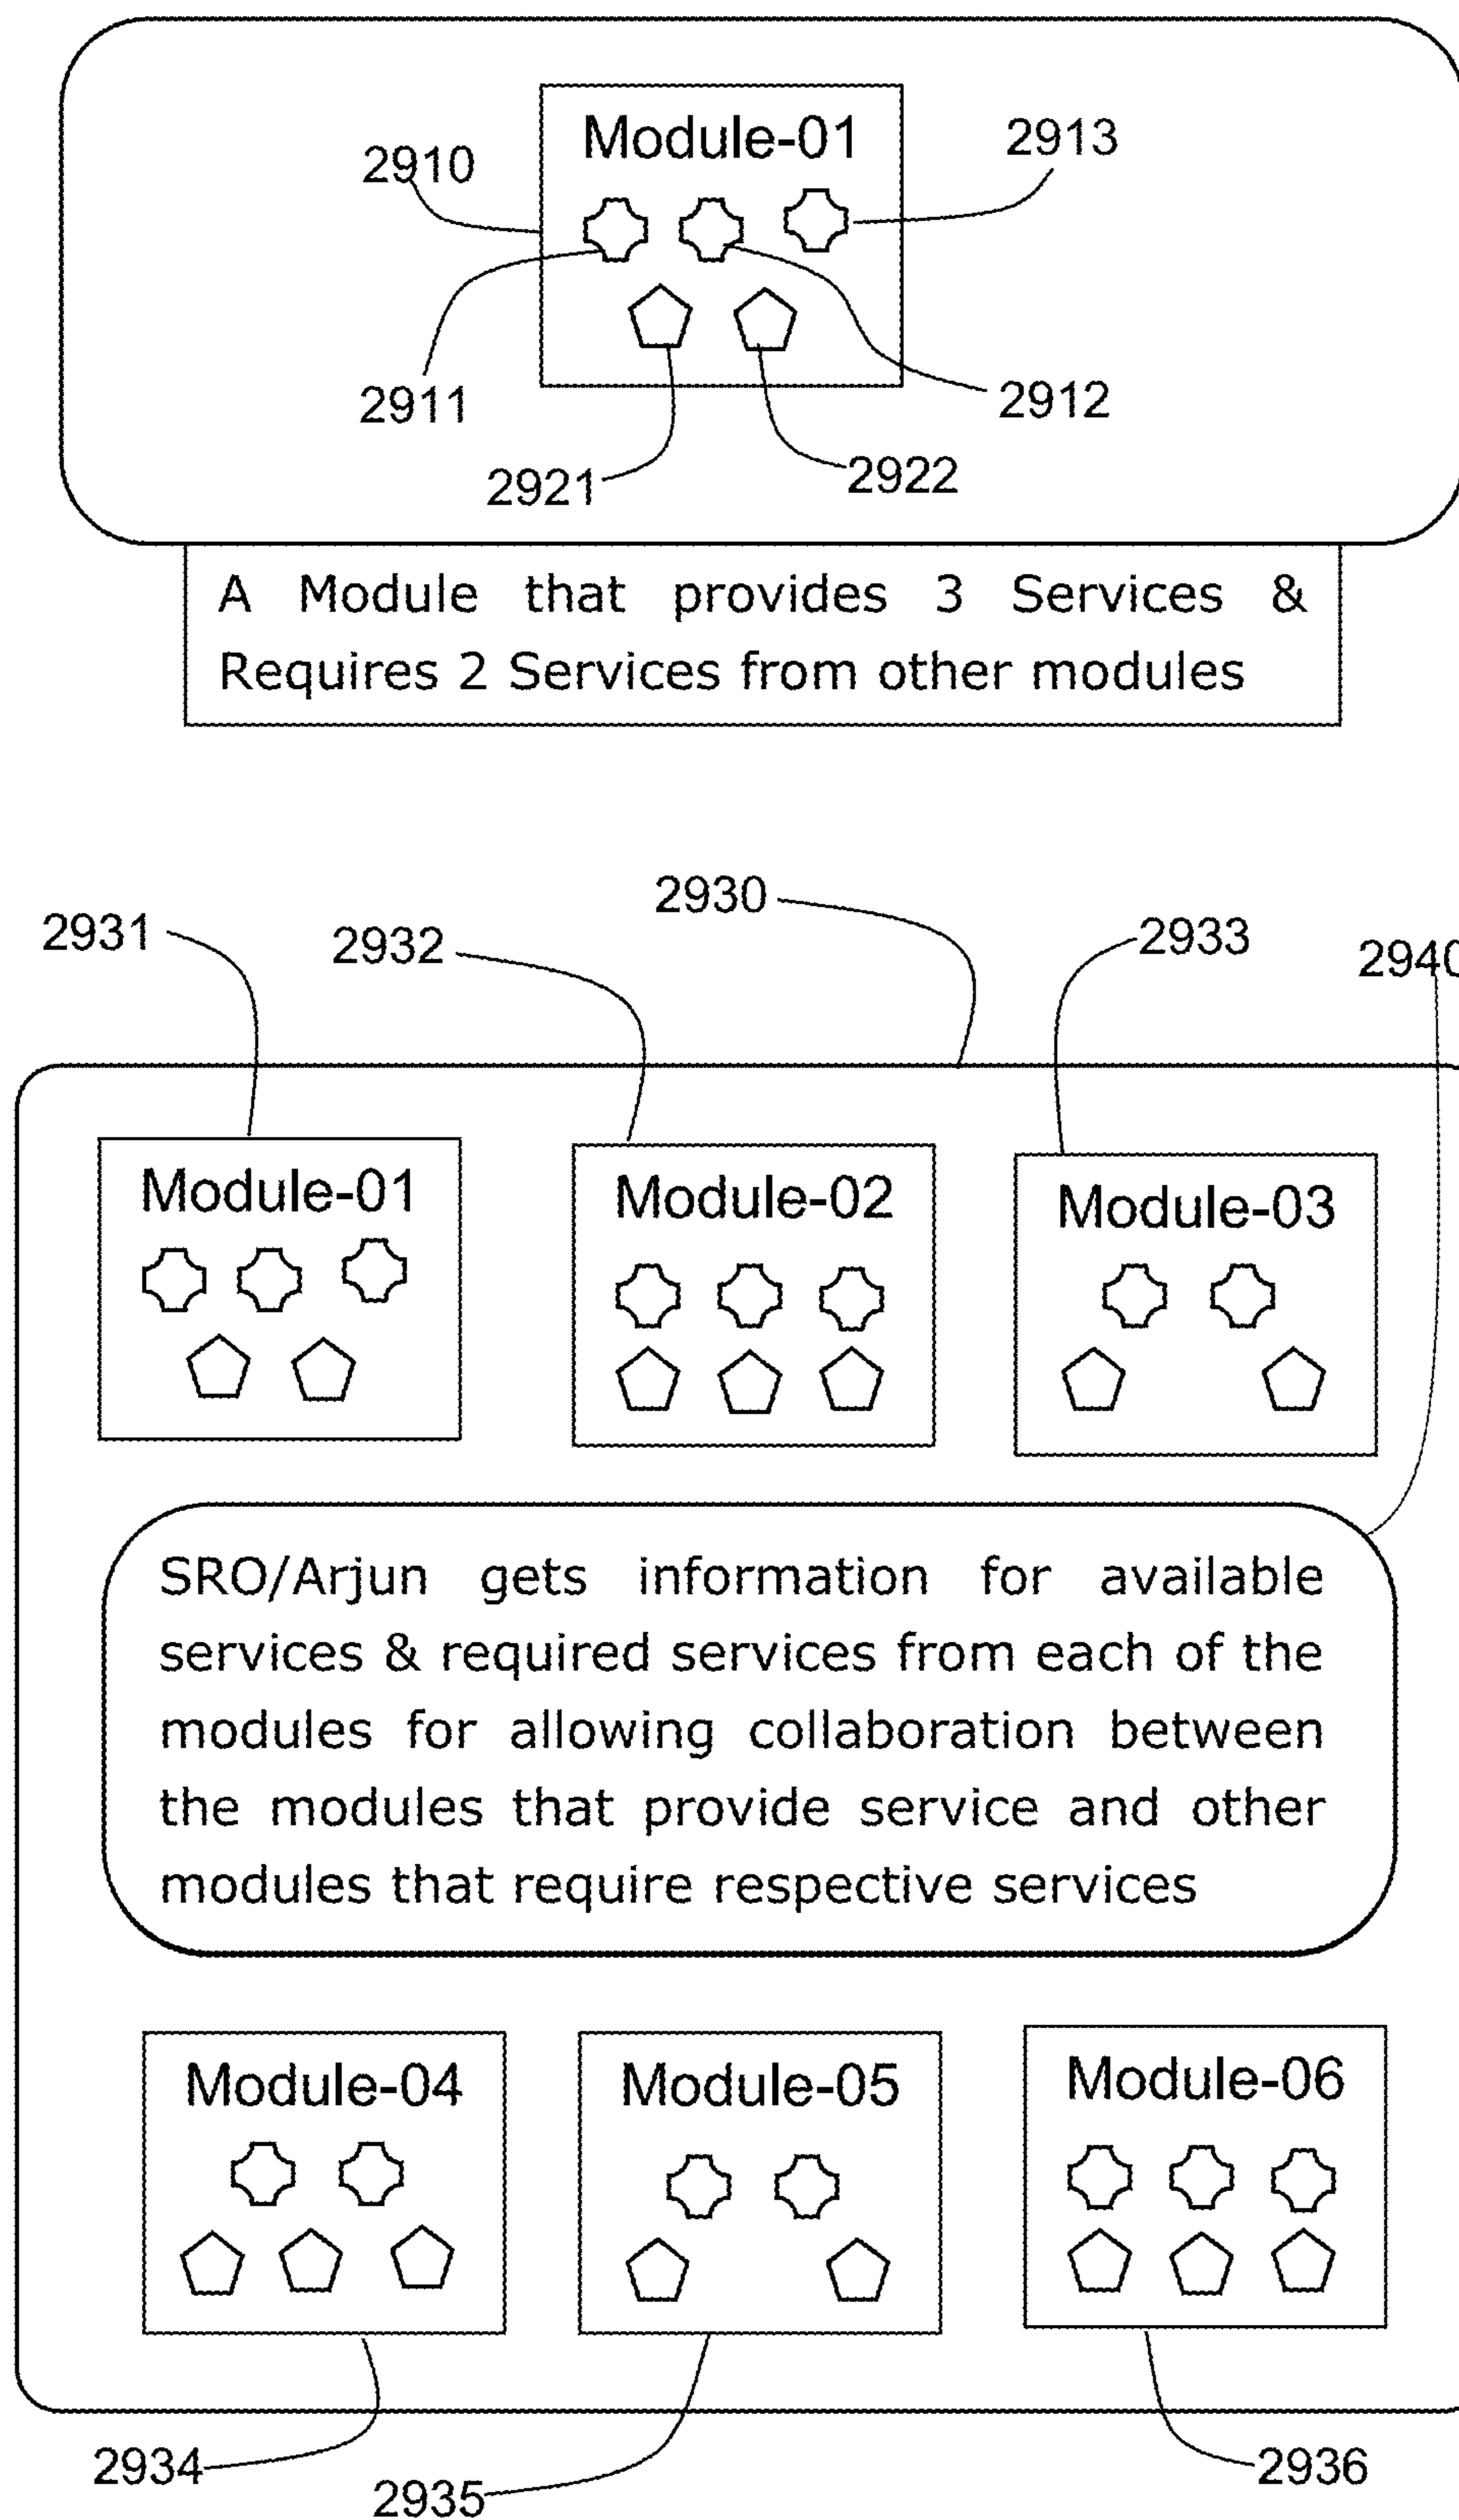 Module-01
2910
2913
2911
2912
2921
2922
A Module that provides 3 Services &
Requires 2 Services from other modules
2930
2931
2932
2933
2940
Module-01
Module-02
Module-03
SRO/Arjun gets information for available
services & required services from each of the
modules for allowing collaboration between
the modules that provide service and other
modules that require respective services
Module-04
Module-05
Module-06
2934
2935
2936